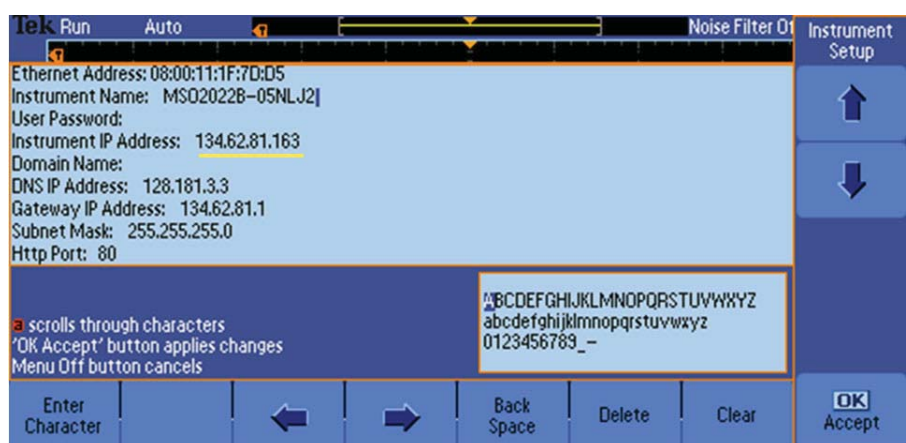 Tek Run Auto Noise Filter Of
Instrument
Setup
Ethernet Address: 08:00:11:1F:7D:D5
Instrument Name: MSO2022B-05NLJ2
User Password:
Instrument IP Address: 134.62.81.163
Domain Name:
DNS IP Address: 128.181.3.3
Gateway IP Address: 134.62.81.1
Subnet Mask: 255.255.255.0
Http Port: 80
ABCDEFGHIJKLMNOPQRSTUVWXYZ
abcdefghijklmnopqrstuvwxyz
0123456789_-
a scrolls through characters
'OK Accept' button applies changes
Menu Off button cancels
Enter
Character
Back
Space
Delete
Clear
OK
Accept